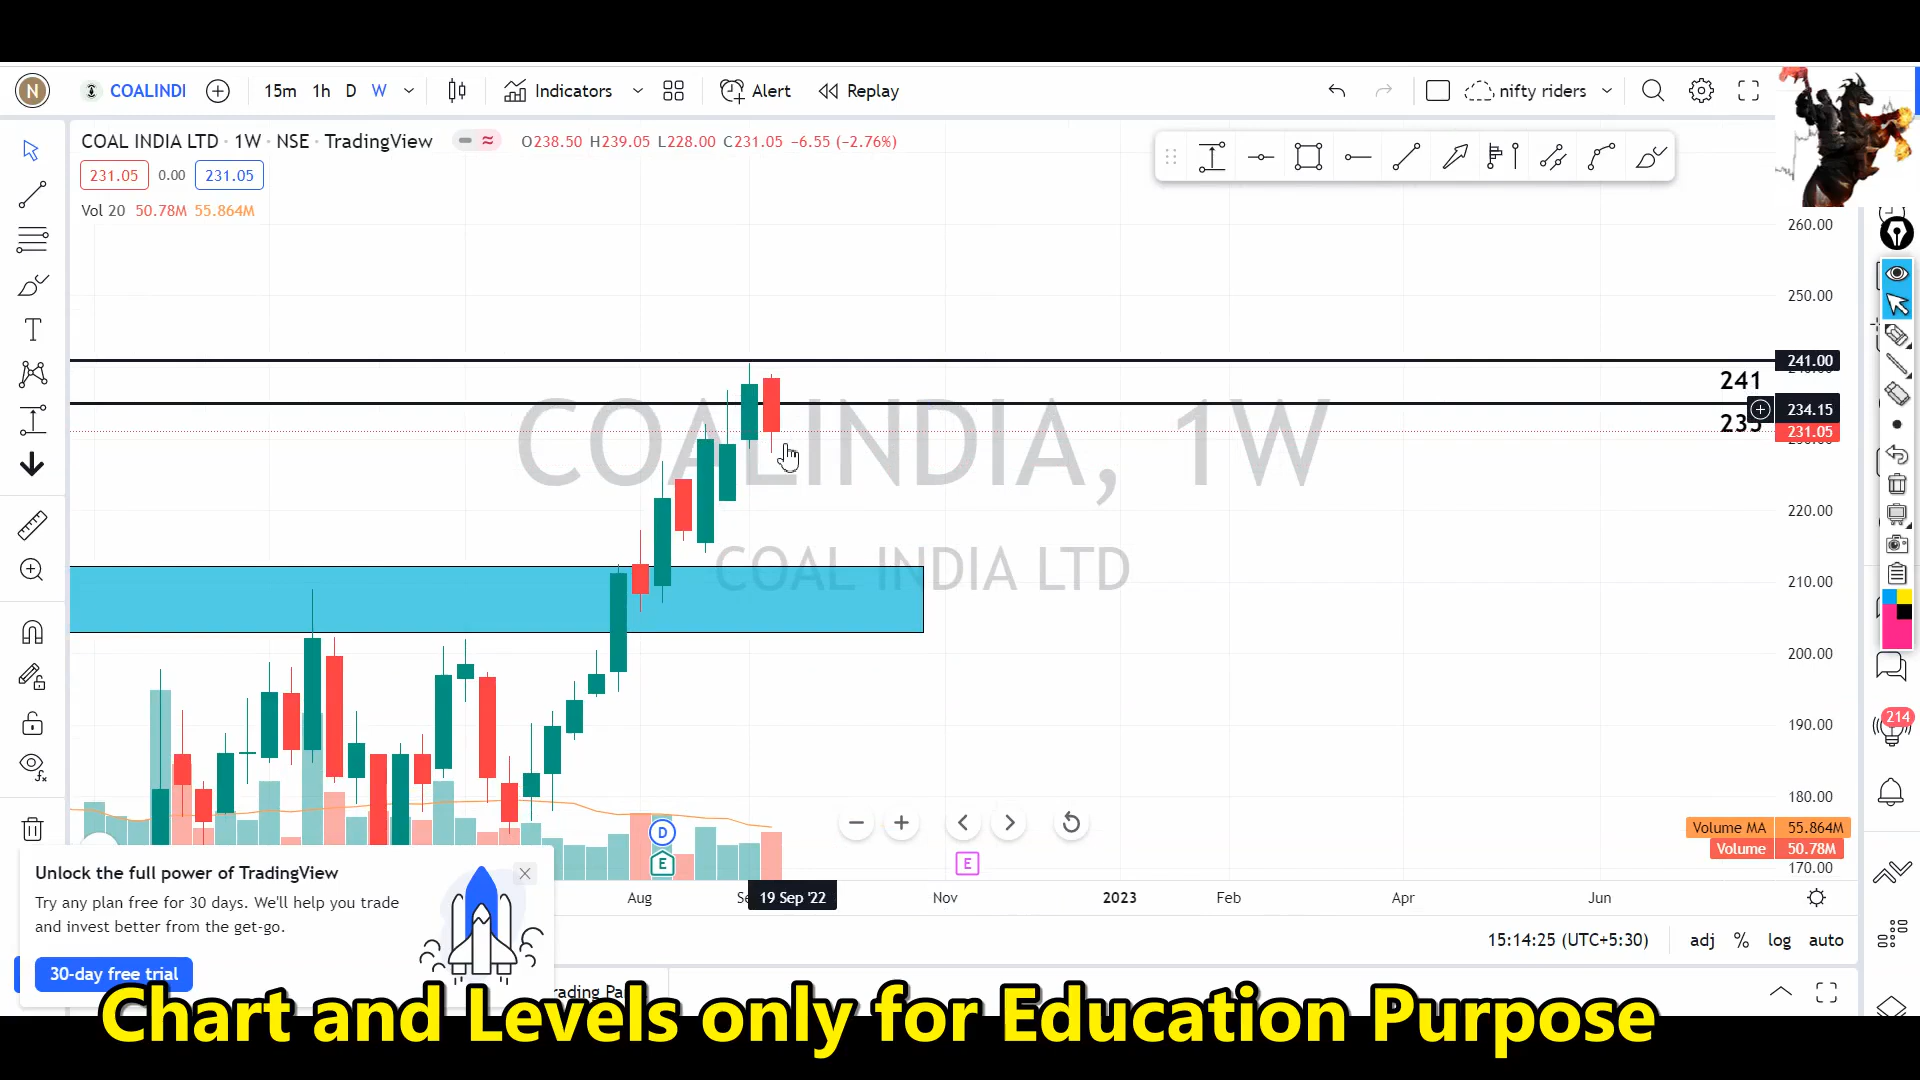 N COALINDI 15m 1h D W Indicators Alert Replay nifty riders
COAL INDIA LTD · 1W · NSE · TradingView O238.50 H239.05 L228.00 C231.05 −6.55 (−2.76%)
231.05 0.00 231.05
Vol 20 50.78M 55.864M
260.00
250.00
241.00
241
234.15
235
231.05
COALINDIA, 1W
COAL INDIA LTD
220.00
210.00
200.00
190.00
180.00
170.00
214
D
E
E
Volume MA 55.864M
Volume 50.78M
Aug 19 Sep '22 Nov 2023 Feb Apr Jun
15:14:25 (UTC+5:30) adj % log auto
Unlock the full power of TradingView
Try any plan free for 30 days. We'll help you trade
and invest better from the get-go.
30-day free trial
Chart and Levels only for Education Purpose